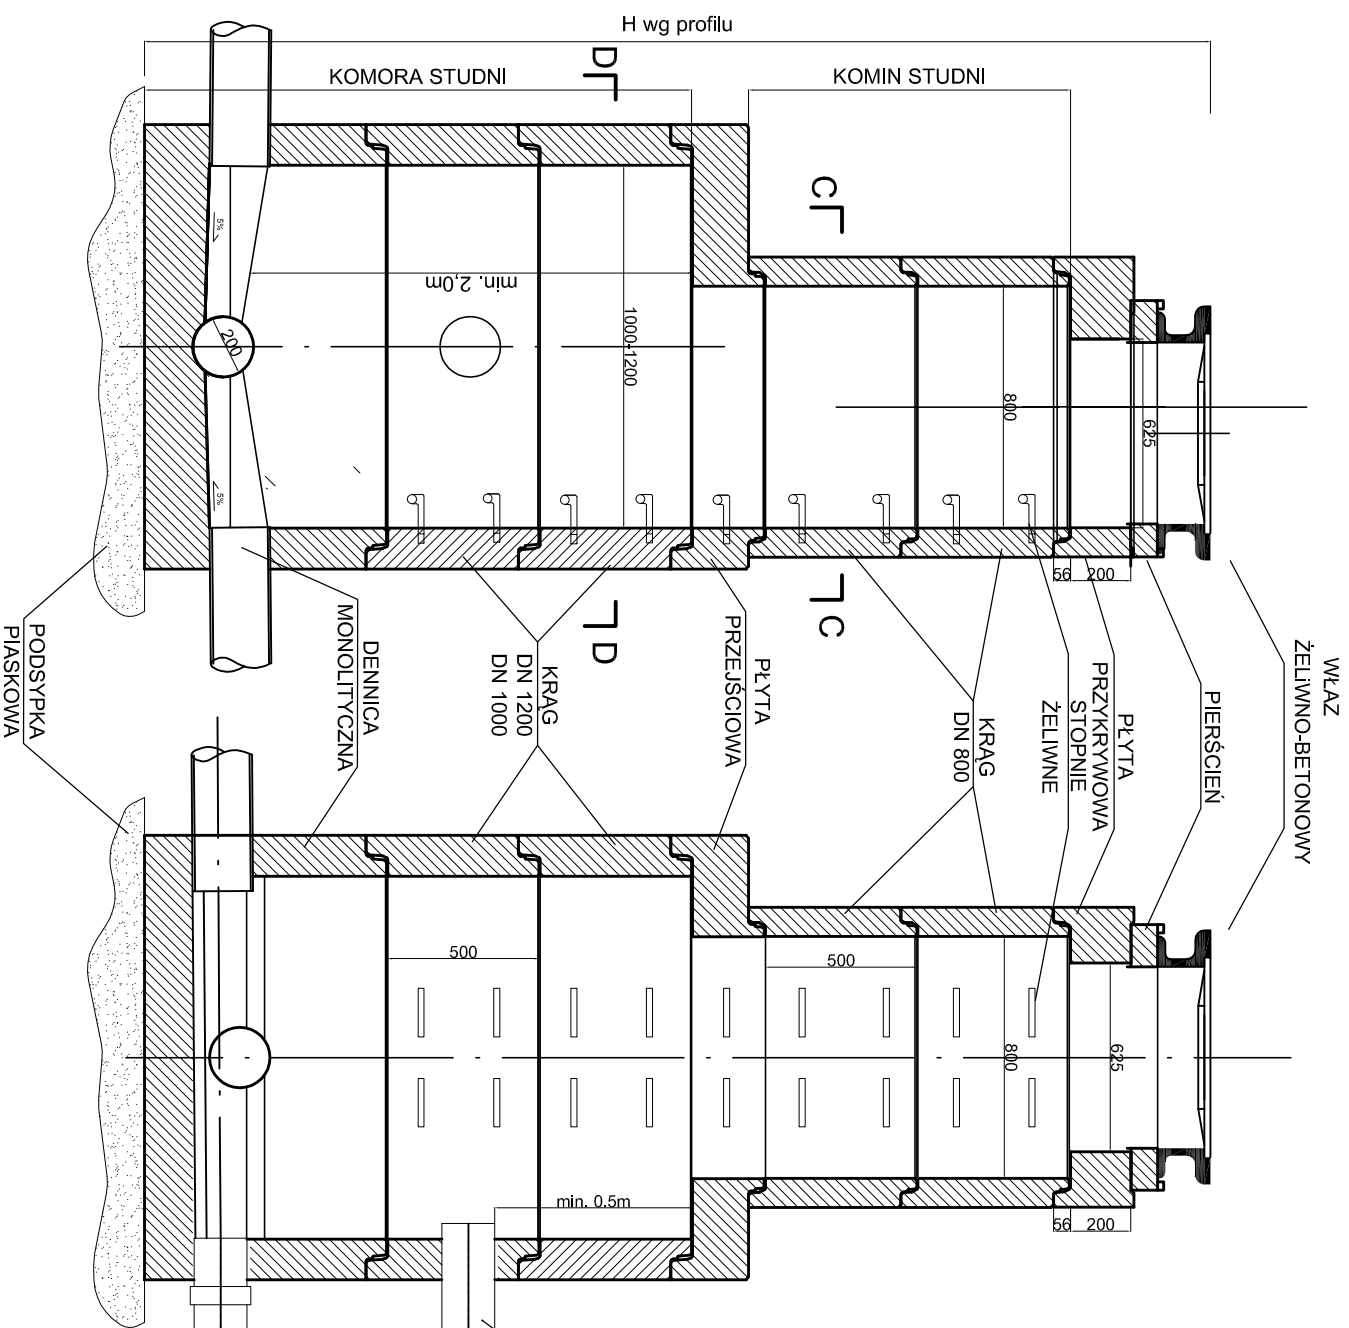 H wg profilu
KOMORA STUDNI
KOMIN STUDNI
D
D
C
C
5%
5%
200
min. 2,0m
1000-1200
800
625
56
200
WŁAZ
ŻELIWNO-BETONOWY
PIERŚCIEŃ
PŁYTA
PRZYKRYWOWA
STOPNIE
ŻELIWNE
KRĄG
DN 800
PŁYTA
PRZEJŚCIOWA
KRĄG
DN 1200
DN 1000
DENNICA
MONOLITYCZNA
PODSYPKA
PIASKOWA
500
500
800
625
min. 0.5m
56
200